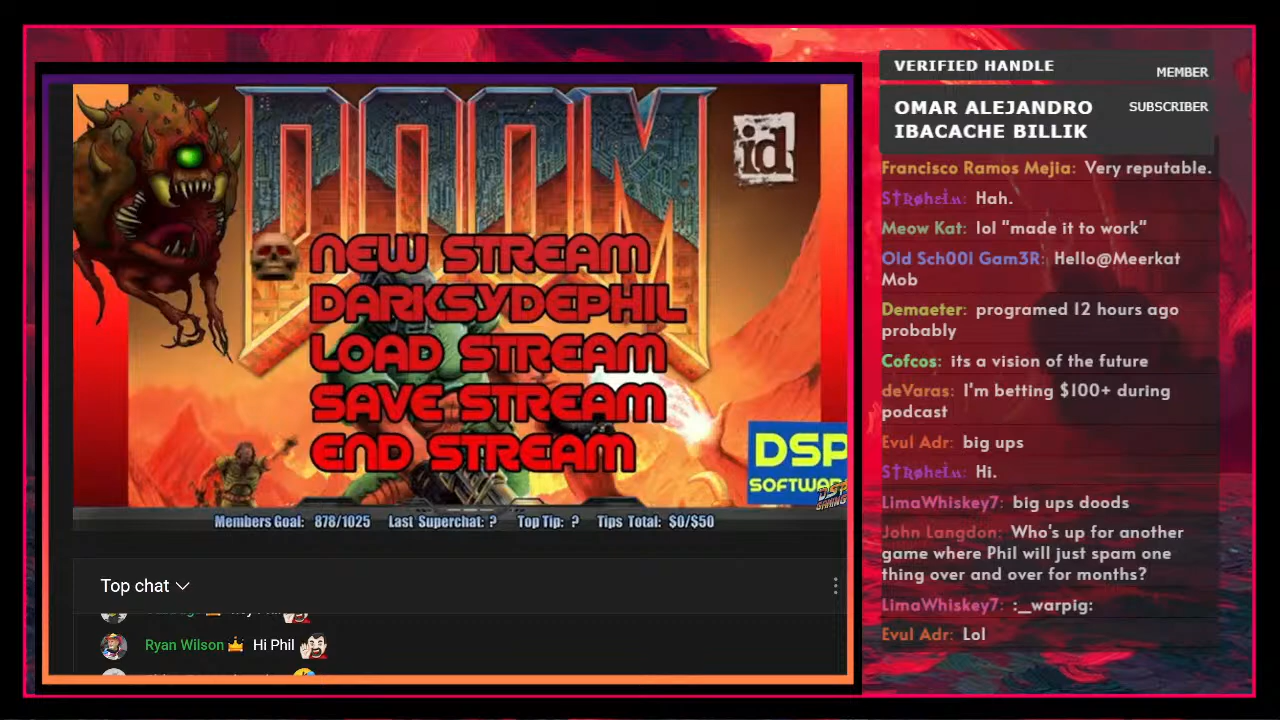 DOOM
id
NEW STREAM
DARKSYDEPHIL
LOAD STREAM
SAVE STREAM
END STREAM
DSP
SOFTWAR
DSP
GAMING
Members Goal: 878/1025 Last Superchat: ? Top Tip: ? Tips Total: $0/$50
Top chat
Ryan Wilson Hi Phil
VERIFIED HANDLE
MEMBER
OMAR ALEJANDRO
IBACACHE BILLIK
SUBSCRIBER
Francisco Ramos Mejia: Very reputable.
Hah.
Meow Kat: lol "made it to work"
Old Sch00l Gam3R: Hello@Meerkat
Mob
Demaeter: programed 12 hours ago
probably
Cofcos: its a vision of the future
deVaras: I'm betting $100+ during
podcast
Evul Adr: big ups
Hi.
LimaWhiskey7: big ups doods
John Langdon: Who's up for another
game where Phil will just spam one
thing over and over for months?
LimaWhiskey7: :_warpig:
Evul Adr: Lol